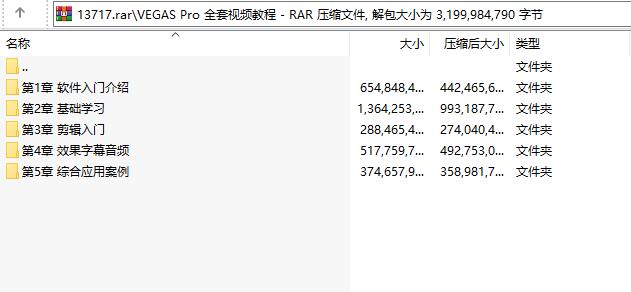 13717.rar\VEGAS Pro 全套视频教程 - RAR 压缩文件, 解包大小为 3,199,984,790 字节
名称 大小 压缩后大小 类型
.. 文件夹
第1章 软件入门介绍 654,848,4... 442,465,6... 文件夹
第2章 基础学习 1,364,253,... 993,187,7... 文件夹
第3章 剪辑入门 288,465,4... 274,040,4... 文件夹
第4章 效果字幕音频 517,759,7... 492,753,0... 文件夹
第5章 综合应用案例 374,657,9... 358,981,7... 文件夹